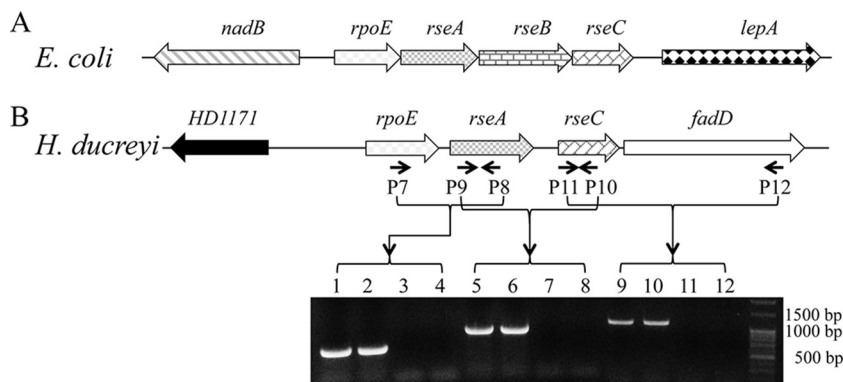 A
nadB rpoE rseA rseB rseC lepA
E. coli
B
HD1171 rpoE rseA rseC fadD
H. ducreyi
P7 P9 P8 P11 P10 P12
1 2 3 4 5 6 7 8 9 10 11 12
1500 bp
1000 bp
500 bp